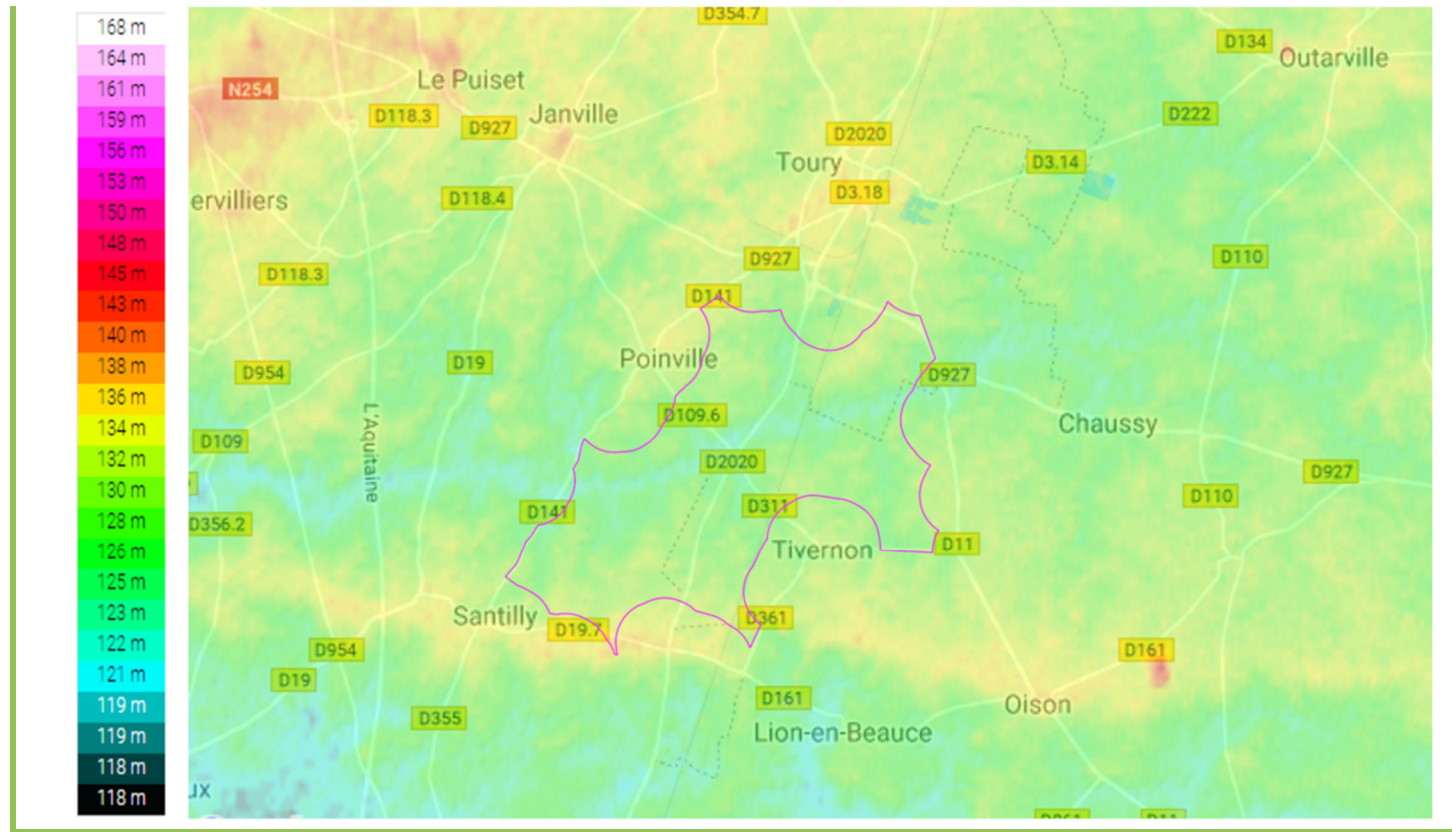 168 m
164 m
161 m
159 m
156 m
153 m
150 m
148 m
145 m
143 m
140 m
138 m
136 m
134 m
132 m
130 m
128 m
126 m
125 m
123 m
122 m
121 m
119 m
119 m
118 m
118 m
D354.7
D134
Outarville
Le Puiset
N254
D118.3
D927
Janville
D222
D2020
Toury
D3.14
D118.4
D3.18
ervilliers
D927
D110
D118.3
D141
Poinville
D19
D954
D927
L'Aquitaine
D109.6
Chaussy
D109
D2020
D927
D110
D311
D141
D356.2
Tivernon
D11
Santilly
D361
D19.7
D954
D161
D19
D161
Oison
D355
Lion-en-Beauce
ux
D11